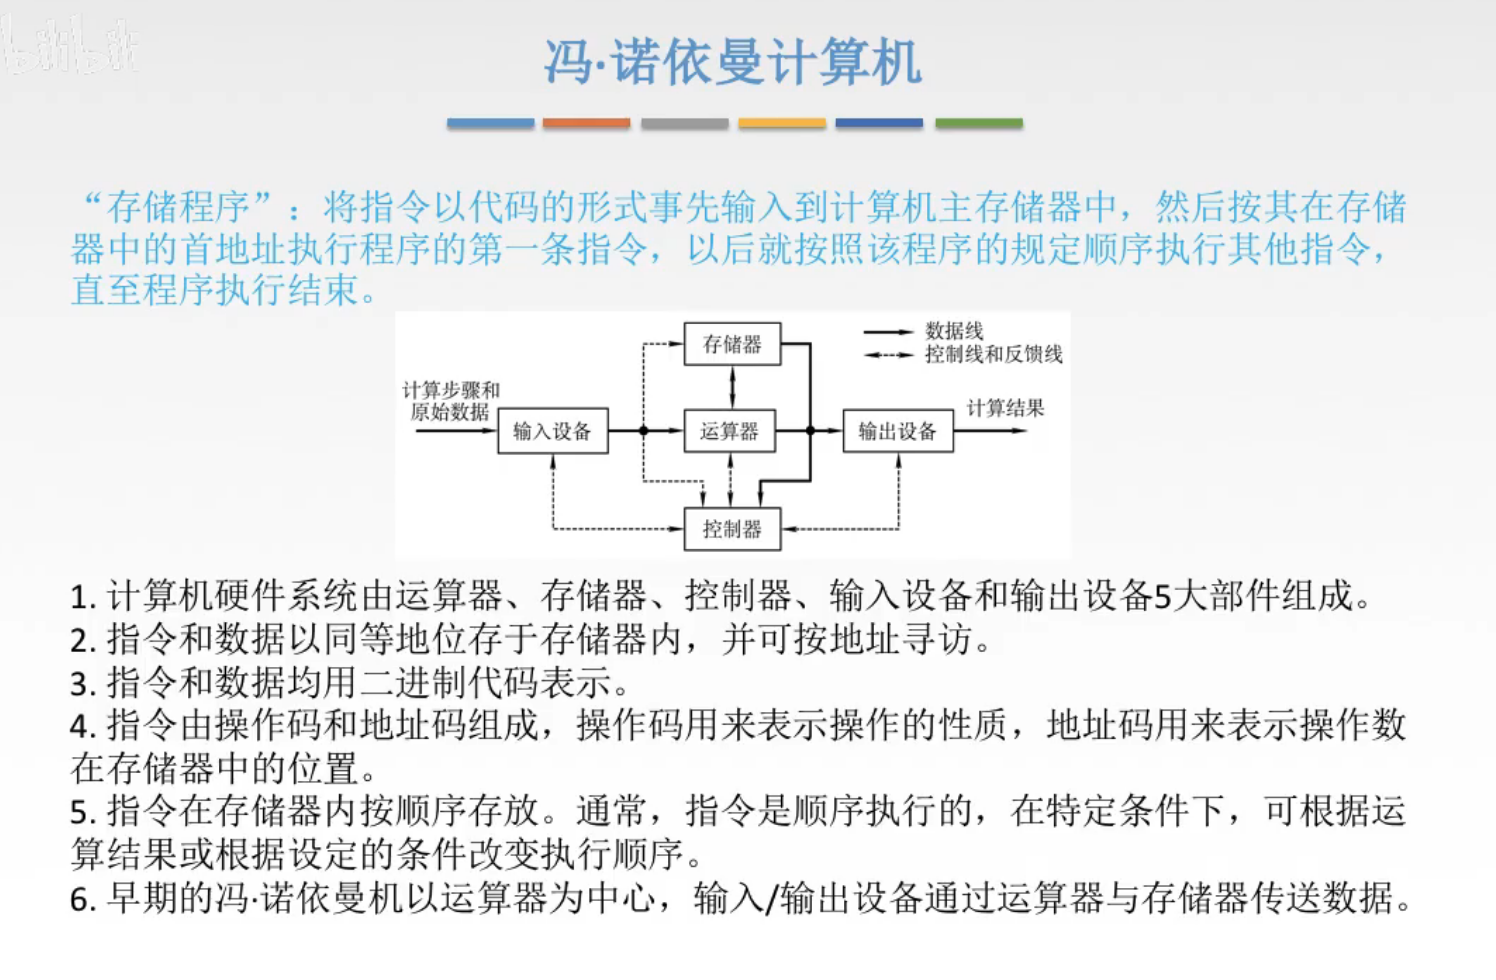 bilibili
冯·诺依曼计算机
“存储程序”:将指令以代码的形式事先输入到计算机主存储器中，然后按其在存储
器中的首地址执行程序的第一条指令，以后就按照该程序的规定顺序执行其他指令，
直至程序执行结束。
存储器
数据线
控制线和反馈线
计算步骤和
原始数据
输入设备
运算器
输出设备
计算结果
控制器
1. 计算机硬件系统由运算器、存储器、控制器、输入设备和输出设备5大部件组成。
2. 指令和数据以同等地位存于存储器内，并可按地址寻访。
3. 指令和数据均用二进制代码表示。
4. 指令由操作码和地址码组成，操作码用来表示操作的性质，地址码用来表示操作数
在存储器中的位置。
5. 指令在存储器内按顺序存放。通常，指令是顺序执行的，在特定条件下，可根据运
算结果或根据设定的条件改变执行顺序。
6. 早期的冯·诺依曼机以运算器为中心，输入/输出设备通过运算器与存储器传送数据。